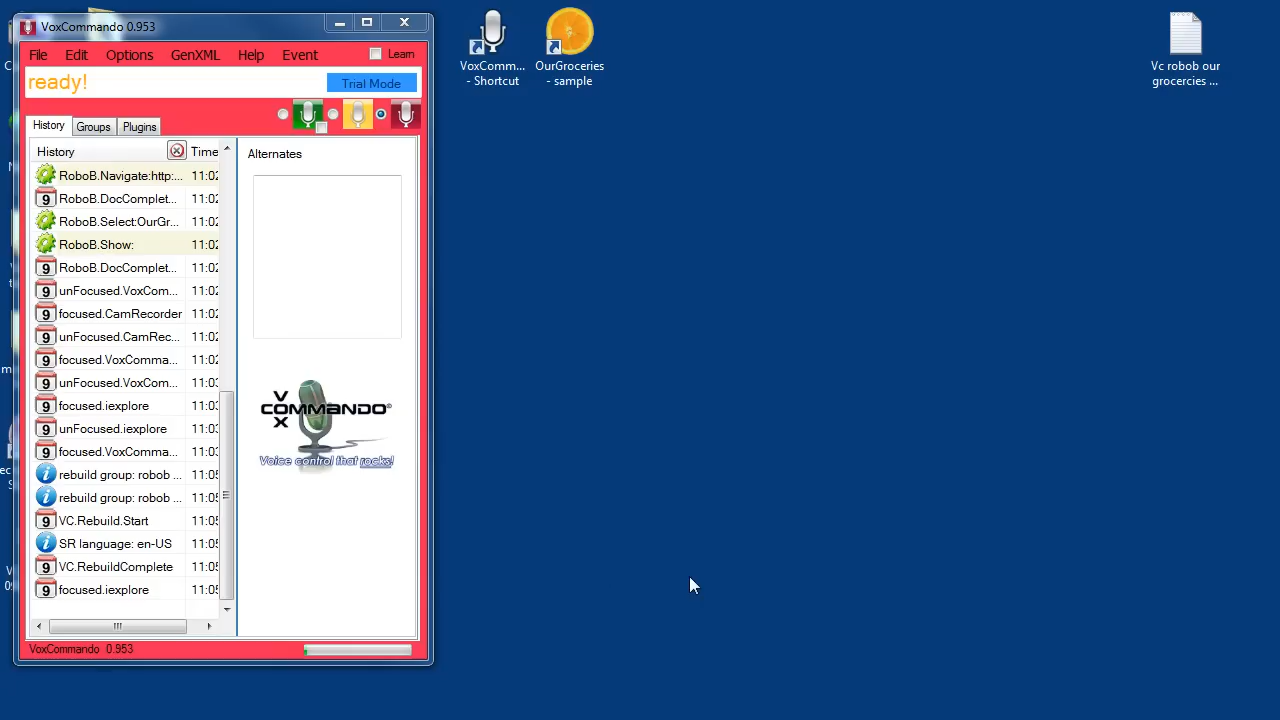 VoxCommando 0.953
File Edit Options GenXML Help Event Learn
ready!
Trial Mode
History Groups Plugins
History Time
Alternates
RoboB.Navigate:http:... 11:02
RoboB.DocComplet... 11:02
RoboB.Select:OurGr... 11:02
RoboB.Show: 11:02
RoboB.DocComplet... 11:02
unFocused.VoxCom... 11:02
focused.CamRecorder 11:02
unFocused.CamRec... 11:02
focused.VoxComma... 11:02
unFocused.VoxCom... 11:03
focused.iexplore 11:03
unFocused.iexplore 11:03
focused.VoxComma... 11:03
rebuild group: robob ... 11:05
rebuild group: robob ... 11:05
VC.Rebuild.Start 11:05
SR language: en-US 11:05
VC.RebuildComplete 11:05
focused.iexplore 11:05
VOX COMMANDO
Voice control that rocks!
VoxCommando 0.953
VoxComm...
- Shortcut
OurGroceries
- sample
Vc robob our
grocercies ...